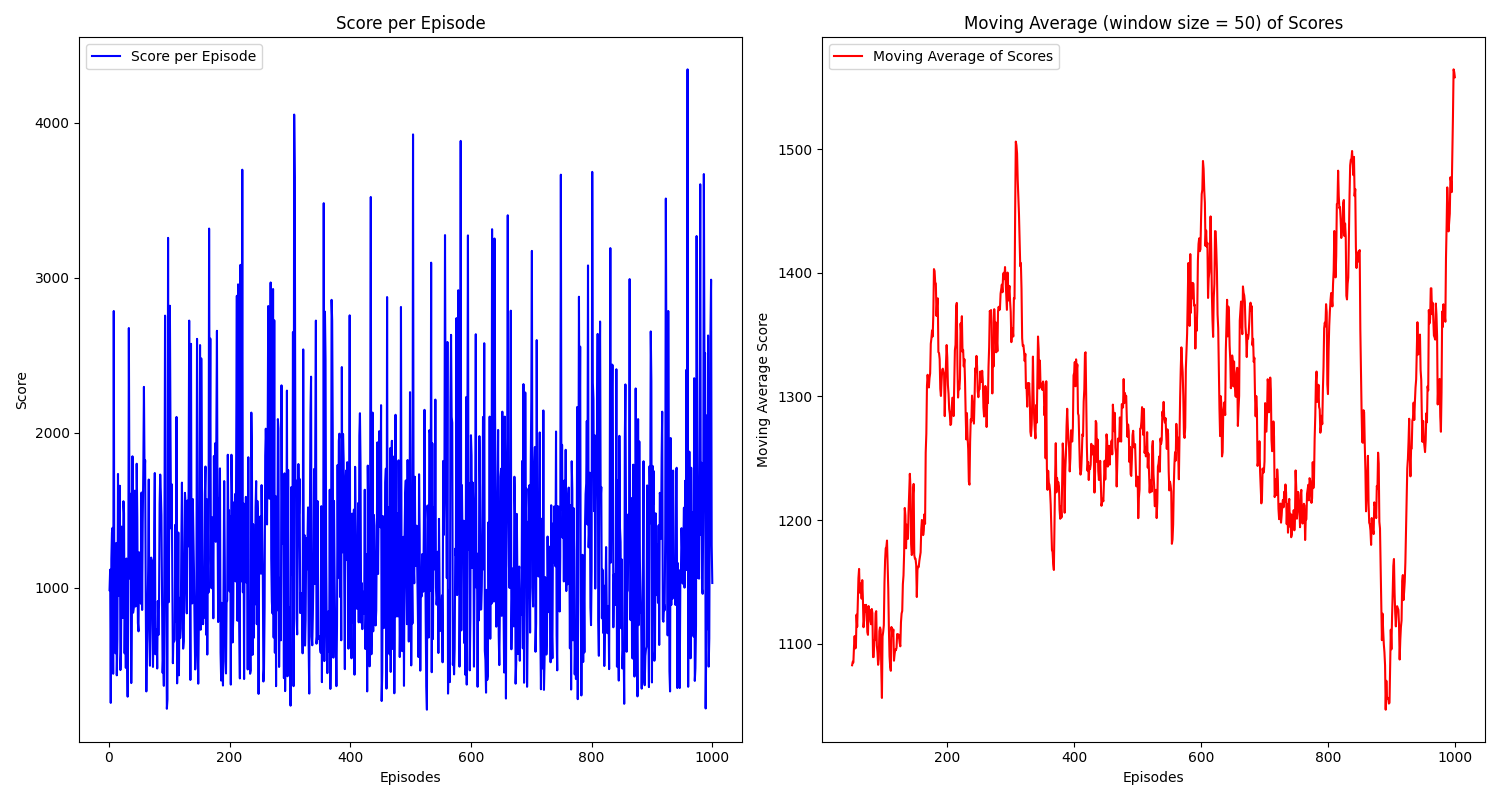 Score per Episode
Score per Episode
Score
4000
3000
2000
1000
0
200
400
600
800
1000
Episodes
Moving Average (window size = 50) of Scores
Moving Average of Scores
Moving Average Score
1500
1400
1300
1200
1100
200
400
600
800
1000
Episodes